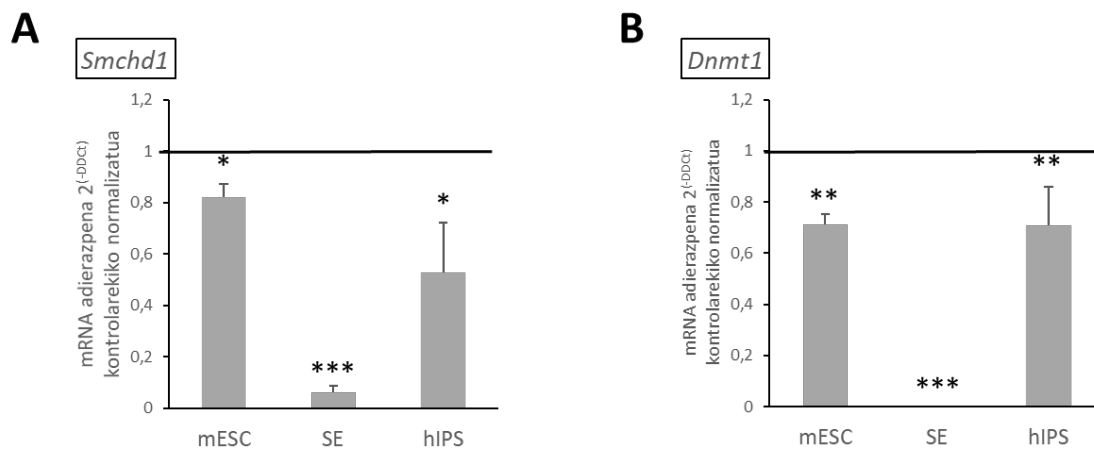 A
Smchd1
mRNA adierazpena 2(-DDCt)
kontrolarekiko normalizatua
1,2
1
0,8
0,6
0,4
0,2
0
*
***
*
mESC SE hIPS
B
Dnmt1
mRNA adierazpena 2(-DDCt)
kontrolarekiko normalizatua
1,2
1
0,8
0,6
0,4
0,2
0
**
***
**
mESC SE hIPS